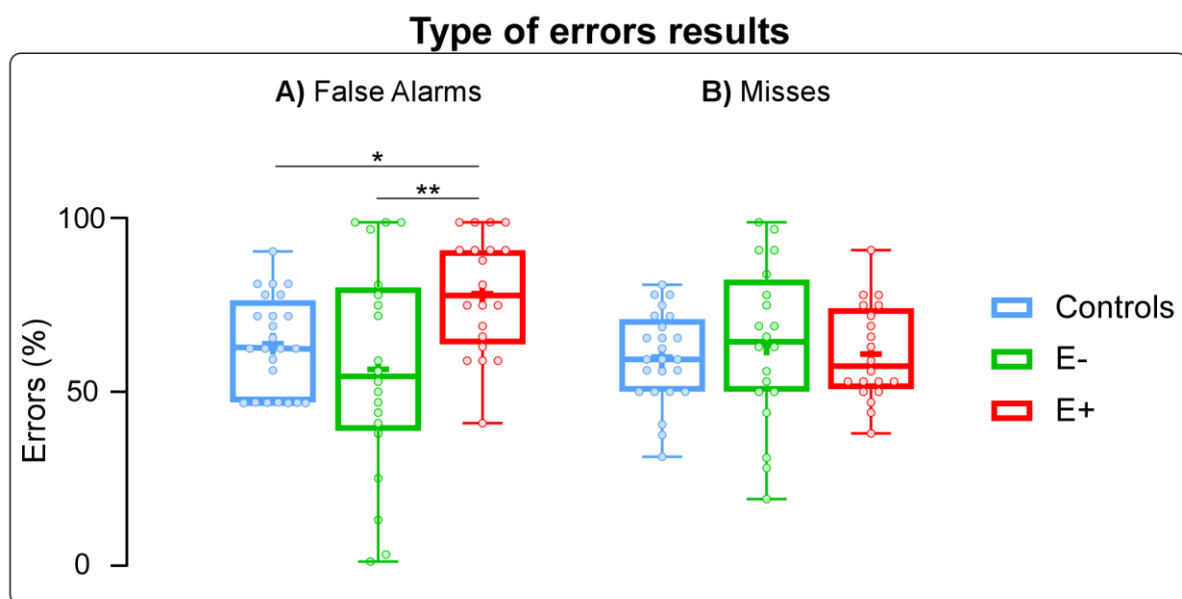 Type of errors results
A) False Alarms
B) Misses
*
**
100
50
0
Errors (%)
Controls
E-
E+